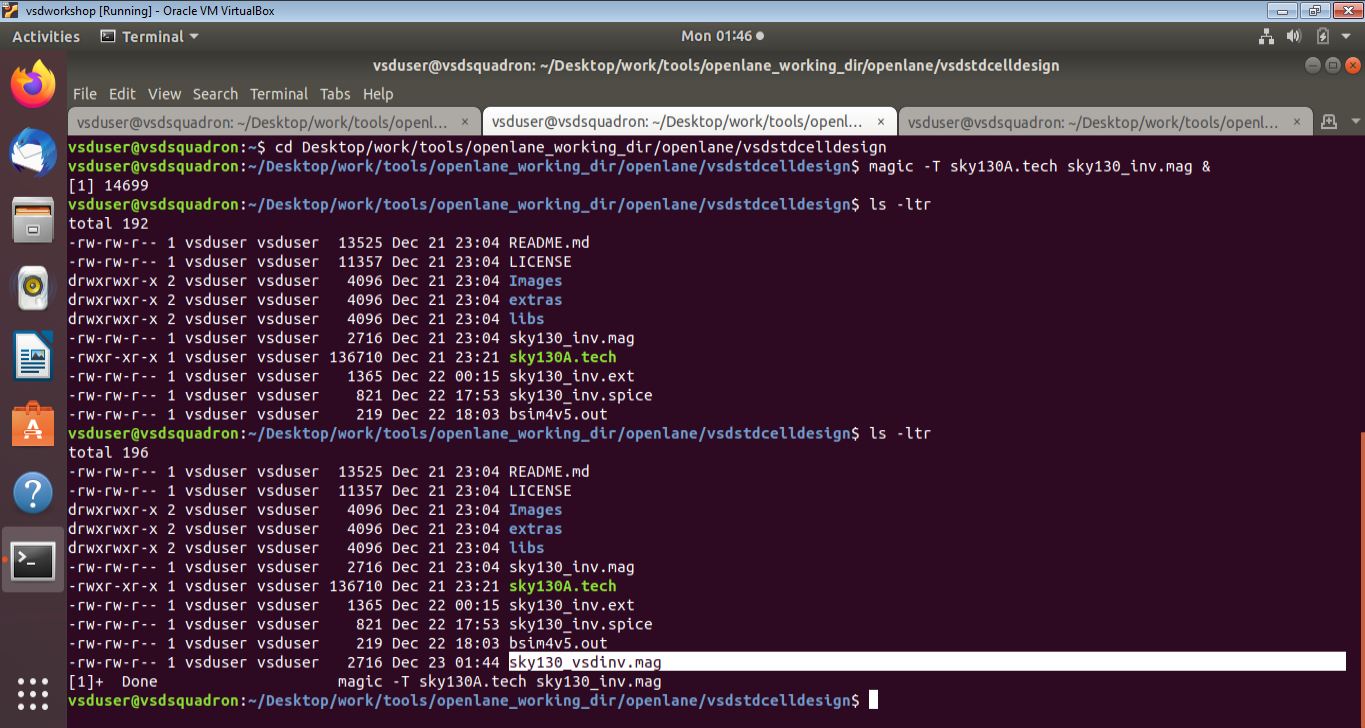 vsdworkshop [Running] - Oracle VM VirtualBox
Activities Terminal Mon 01:46
vsduser@vsdsquadron: ~/Desktop/work/tools/openlane_working_dir/openlane/vsdstdcelldesign
File Edit View Search Terminal Tabs Help
vsduser@vsdsquadron: ~/Desktop/work/tools/openl... × vsduser@vsdsquadron: ~/Desktop/work/tools/openl... × vsduser@vsdsquadron: ~/Desktop/work/tools/openl... ×
vsduser@vsdsquadron:~$ cd Desktop/work/tools/openlane_working_dir/openlane/vsdstdcelldesign
vsduser@vsdsquadron:~/Desktop/work/tools/openlane_working_dir/openlane/vsdstdcelldesign$ magic -T sky130A.tech sky130_inv.mag &
[1] 14699
vsduser@vsdsquadron:~/Desktop/work/tools/openlane_working_dir/openlane/vsdstdcelldesign$ ls -ltr
total 192
-rw-rw-r-- 1 vsduser vsduser  13525 Dec 21 23:04 README.md
-rw-rw-r-- 1 vsduser vsduser  11357 Dec 21 23:04 LICENSE
drwxrwxr-x 2 vsduser vsduser   4096 Dec 21 23:04 Images
drwxrwxr-x 2 vsduser vsduser   4096 Dec 21 23:04 extras
drwxrwxr-x 2 vsduser vsduser   4096 Dec 21 23:04 libs
-rw-rw-r-- 1 vsduser vsduser   2716 Dec 21 23:04 sky130_inv.mag
-rwxr-xr-x 1 vsduser vsduser 136710 Dec 21 23:21 sky130A.tech
-rw-rw-r-- 1 vsduser vsduser   1365 Dec 22 00:15 sky130_inv.ext
-rw-rw-r-- 1 vsduser vsduser    821 Dec 22 17:53 sky130_inv.spice
-rw-rw-r-- 1 vsduser vsduser    219 Dec 22 18:03 bsim4v5.out
vsduser@vsdsquadron:~/Desktop/work/tools/openlane_working_dir/openlane/vsdstdcelldesign$ ls -ltr
total 196
-rw-rw-r-- 1 vsduser vsduser  13525 Dec 21 23:04 README.md
-rw-rw-r-- 1 vsduser vsduser  11357 Dec 21 23:04 LICENSE
drwxrwxr-x 2 vsduser vsduser   4096 Dec 21 23:04 Images
drwxrwxr-x 2 vsduser vsduser   4096 Dec 21 23:04 extras
drwxrwxr-x 2 vsduser vsduser   4096 Dec 21 23:04 libs
-rw-rw-r-- 1 vsduser vsduser   2716 Dec 21 23:04 sky130_inv.mag
-rwxr-xr-x 1 vsduser vsduser 136710 Dec 21 23:21 sky130A.tech
-rw-rw-r-- 1 vsduser vsduser   1365 Dec 22 00:15 sky130_inv.ext
-rw-rw-r-- 1 vsduser vsduser    821 Dec 22 17:53 sky130_inv.spice
-rw-rw-r-- 1 vsduser vsduser    219 Dec 22 18:03 bsim4v5.out
-rw-rw-r-- 1 vsduser vsduser   2716 Dec 23 01:44 sky130_vsdinv.mag
[1]+  Done                    magic -T sky130A.tech sky130_inv.mag
vsduser@vsdsquadron:~/Desktop/work/tools/openlane_working_dir/openlane/vsdstdcelldesign$